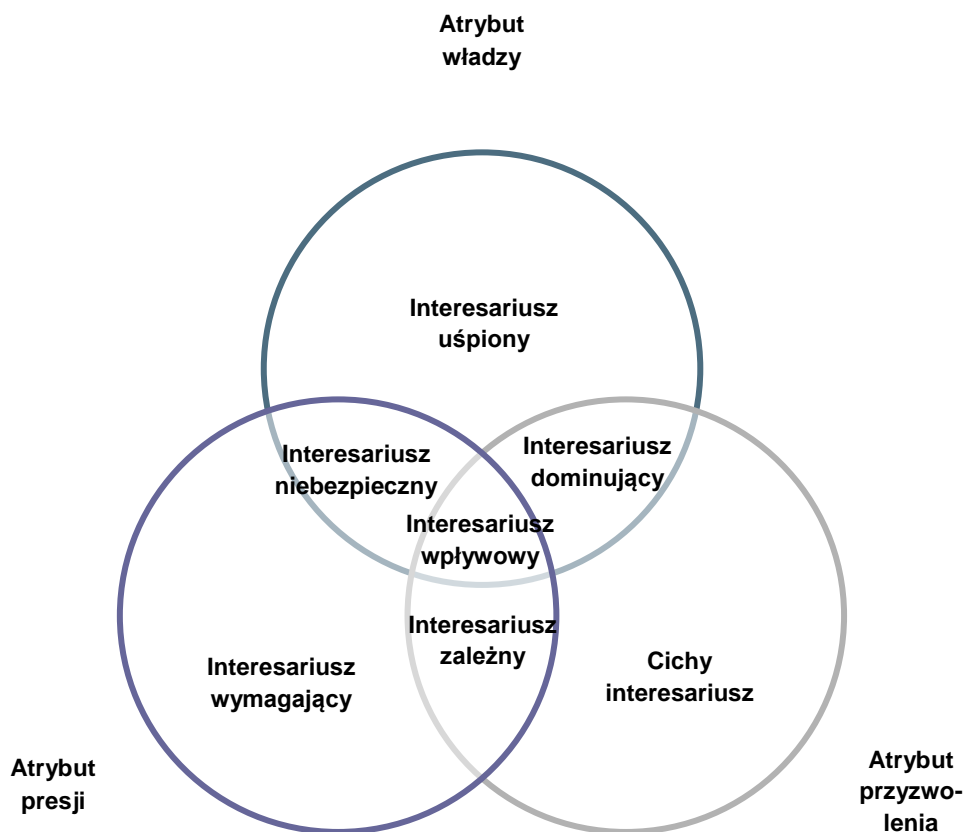 Atrybut
władzy
Interesariusz
uśpiony
Interesariusz
niebezpieczny
Interesariusz
dominujący
Interesariusz
wpływowy
Interesariusz
zależny
Interesariusz
wymagający
Cichy
interesariusz
Atrybut
presji
Atrybut
przyzwo-
lenia